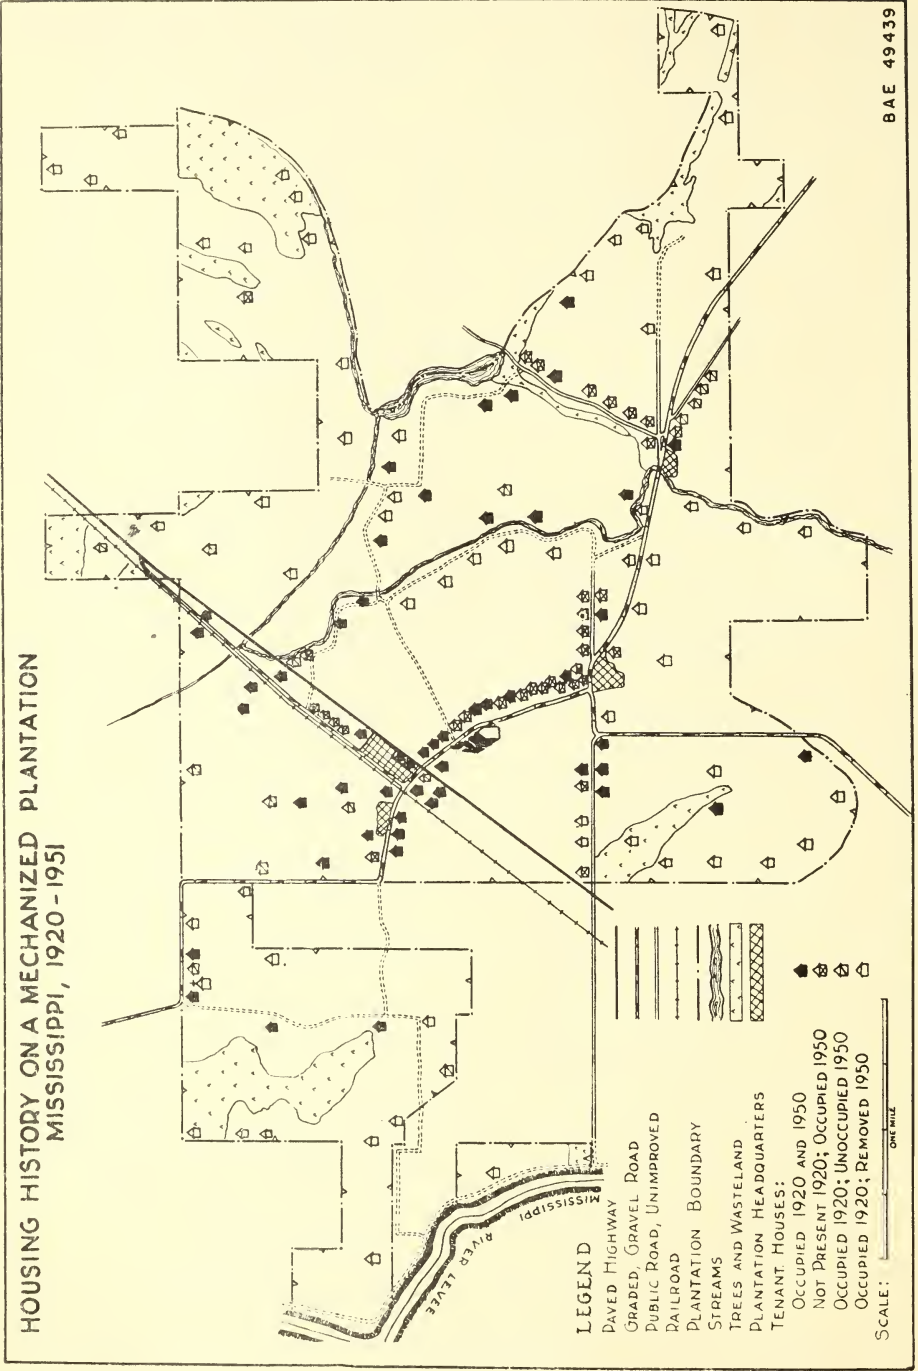 HOUSING HISTORY ON A MECHANIZED PLANTATION
MISSISSIPPI, 1920-1951
MISSISSIPPI
RIVER LEVEE
LEGEND
PAVED HIGHWAY
GRADED, GRAVEL ROAD
PUBLIC ROAD, UNIMPROVED
RAILROAD
PLANTATION BOUNDARY
STREAMS
TREES AND WASTELAND
PLANTATION HEADQUARTERS
TENANT HOUSES:
OCCUPIED 1920 AND 1950
NOT PRESENT 1920; OCCUPIED 1950
OCCUPIED 1920; UNOCCUPIED 1950
OCCUPIED 1920; REMOVED 1950
SCALE:
ONE MILE
BAE 49439